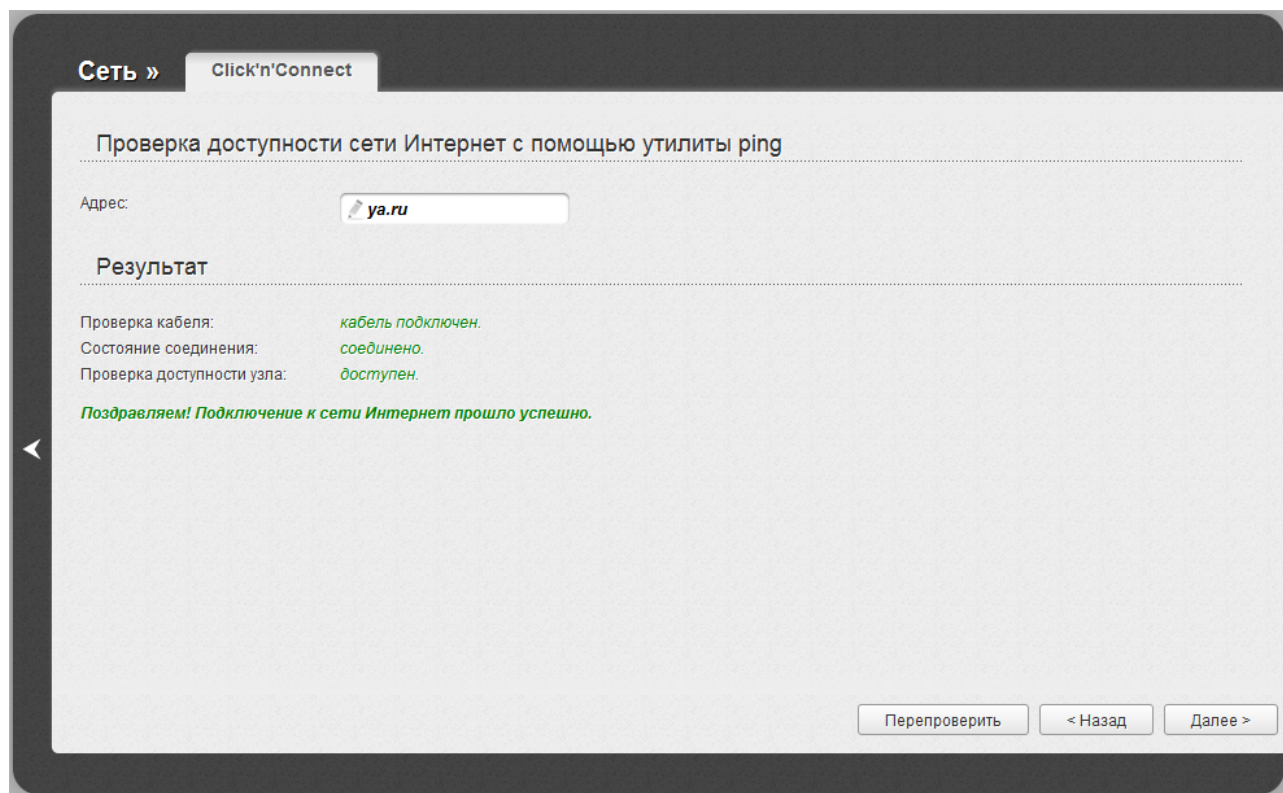 Сеть »
Click'n'Connect
Проверка доступности сети Интернет с помощью утилиты ping
Адрес: ya.ru
Результат
Проверка кабеля: кабель подключен.
Состояние соединения: соединено.
Проверка доступности узла: доступен.
Поздравляем! Подключение к сети Интернет прошло успешно.
Перепроверить < Назад Далее >